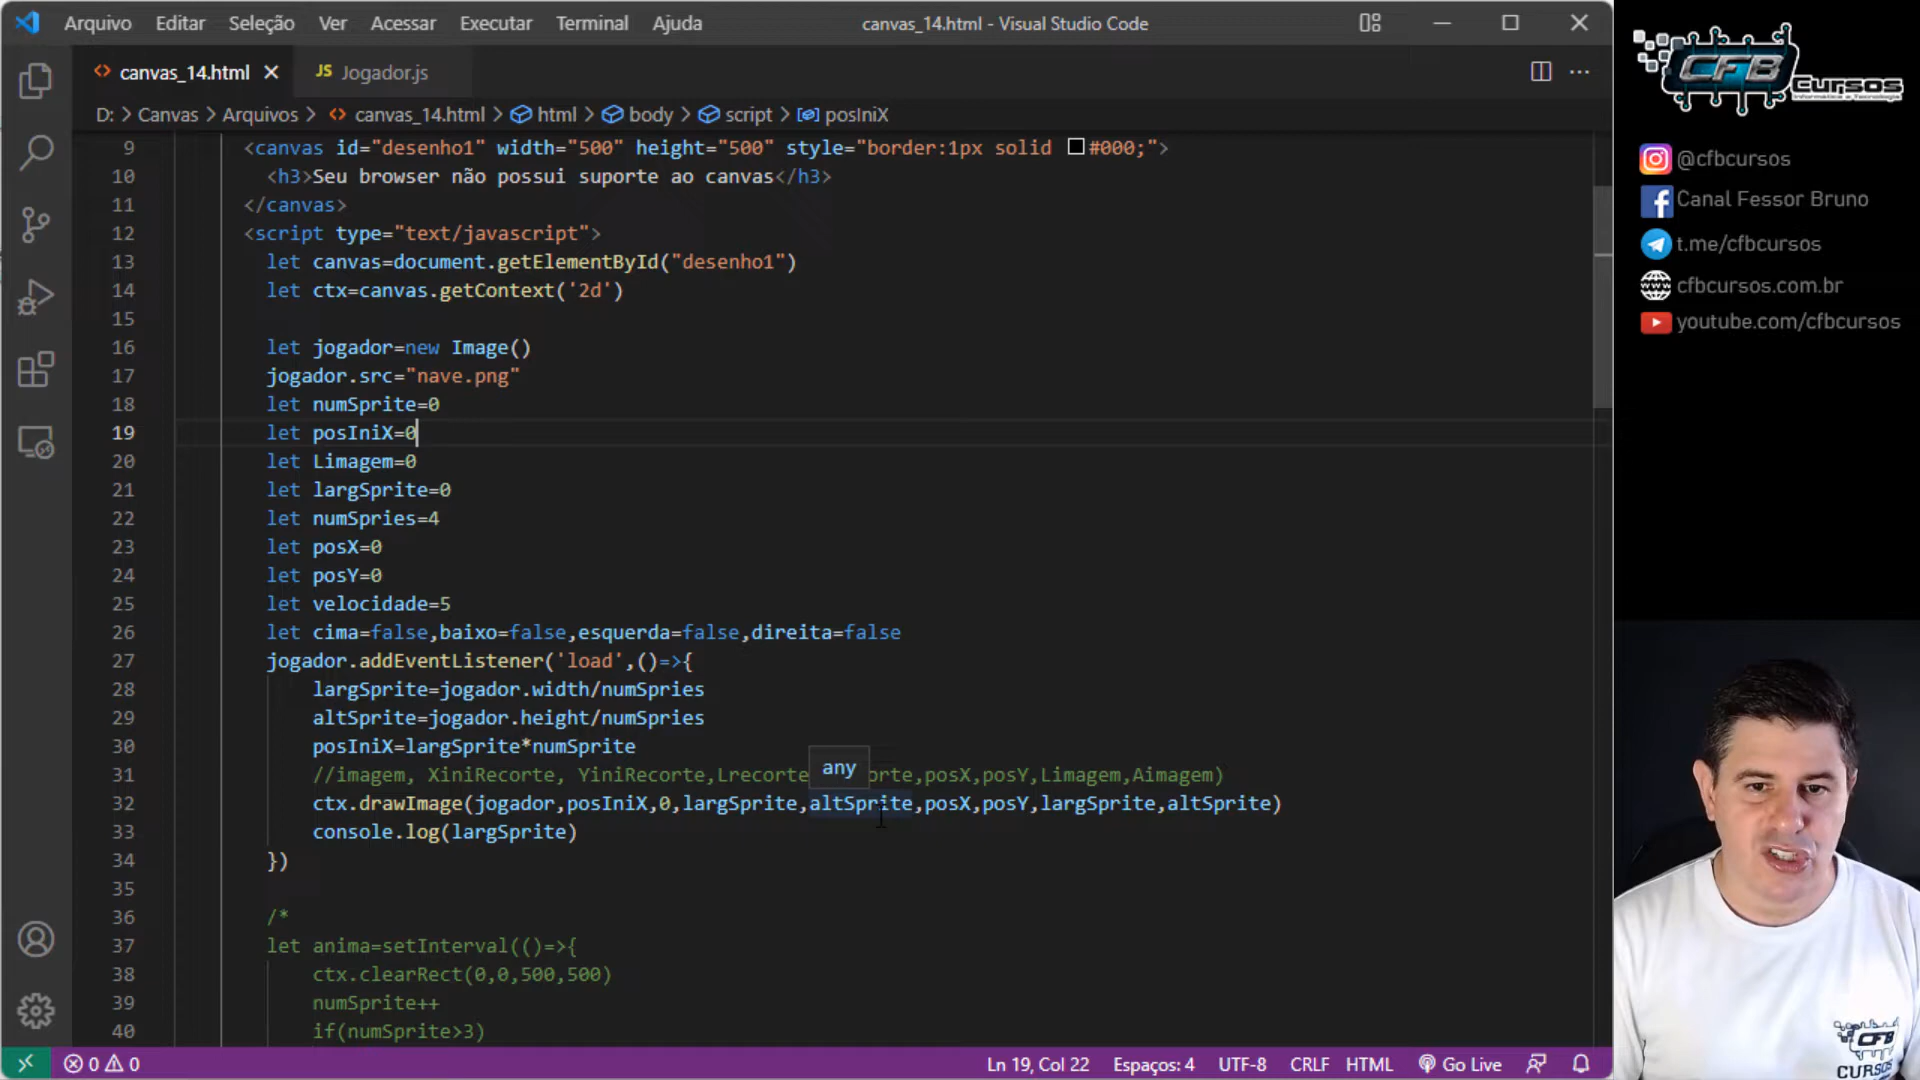 Arquivo Editar Seleção Ver Acessar Executar Terminal Ajuda canvas_14.html - Visual Studio Code
canvas_14.html JS Jogador.js
D: > Canvas > Arquivos > canvas_14.html > html > body > script > posIniX
9 <canvas id="desenho1" width="500" height="500" style="border:1px solid #000;">
10 <h3>Seu browser não possui suporte ao canvas</h3>
11 </canvas>
12 <script type="text/javascript">
13 let canvas=document.getElementById("desenho1")
14 let ctx=canvas.getContext('2d')
15
16 let jogador=new Image()
17 jogador.src="nave.png"
18 let numSprite=0
19 let posIniX=0
20 let Limagem=0
21 let largSprite=0
22 let numSpries=4
23 let posX=0
24 let posY=0
25 let velocidade=5
26 let cima=false,baixo=false,esquerda=false,direita=false
27 jogador.addEventListener('load',()=>{
28 largSprite=jogador.width/numSpries
29 altSprite=jogador.height/numSpries
30 posIniX=largSprite*numSprite
any
31 //imagem, XiniRecorte, YiniRecorte,Lrecorte orte,posX,posY,Limagem,Aimagem)
32 ctx.drawImage(jogador,posIniX,0,largSprite,altSprite,posX,posY,largSprite,altSprite)
33 console.log(largSprite)
34 })
35
36 /*
37 let anima=setInterval(()=>{
38 ctx.clearRect(0,0,500,500)
39 numSprite++
40 if(numSprite>3)
0 0 Ln 19, Col 22 Espaços: 4 UTF-8 CRLF HTML Go Live
CFB Cursos
Informática e Tecnologia
@cfbcursos
Canal Fessor Bruno
t.me/cfbcursos
cfbcursos.com.br
youtube.com/cfbcursos
CFB
CURSOS